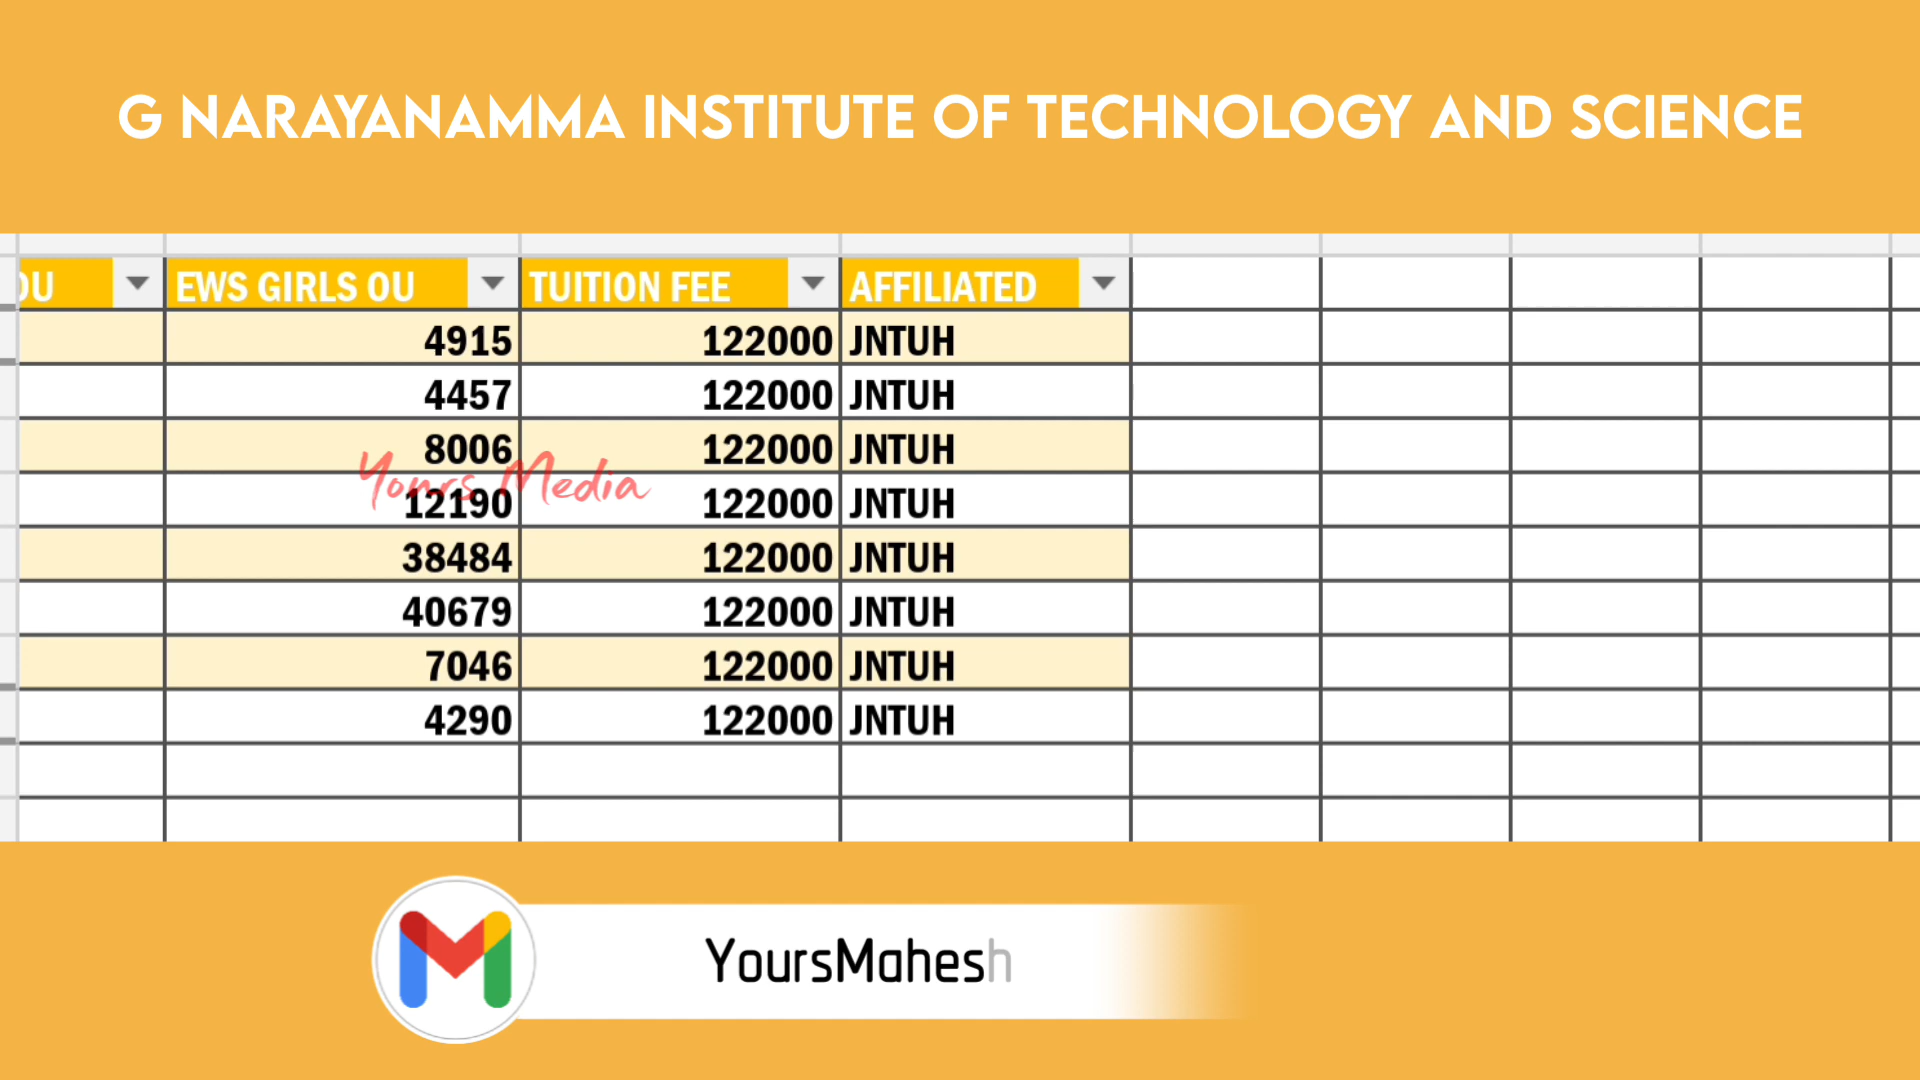 G NARAYANAMMA INSTITUTE OF TECHNOLOGY AND SCIENCE
OU EWS GIRLS OU TUITION FEE AFFILIATED
4915 122000 JNTUH
4457 122000 JNTUH
8006 122000 JNTUH
Yours Media
12190 122000 JNTUH
38484 122000 JNTUH
40679 122000 JNTUH
7046 122000 JNTUH
4290 122000 JNTUH
YoursMahesh